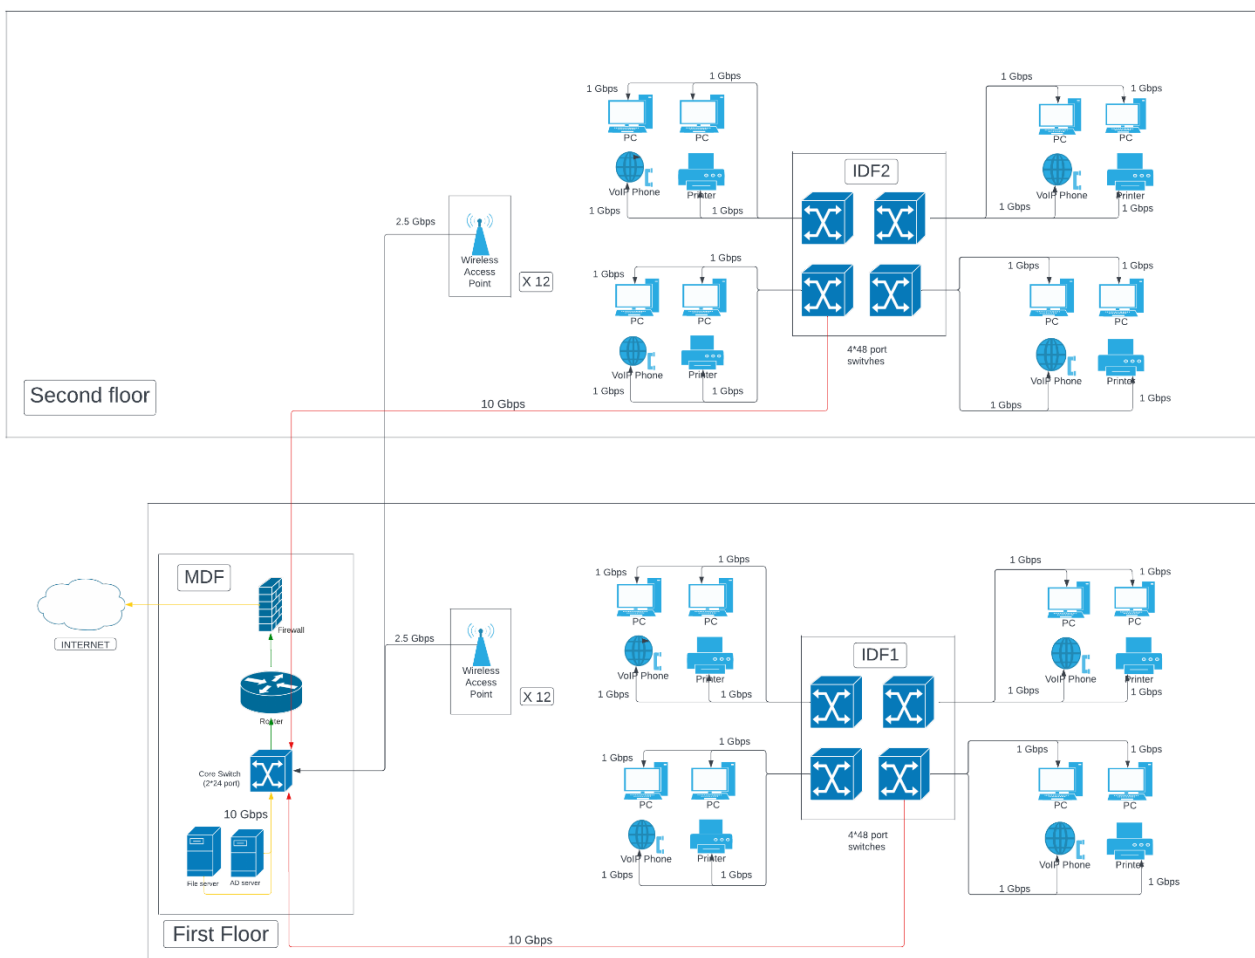 1 Gbps
1 Gbps
PC
PC
VoIP Phone
Printer
1 Gbps
1 Gbps
IDF2
1 Gbps
1 Gbps
PC
PC
VoIP Phone
Printer
1 Gbps
1 Gbps
2.5 Gbps
Wireless
Access
Point
X 12
1 Gbps
1 Gbps
PC
PC
VoIP Phone
Printer
1 Gbps
1 Gbps
1 Gbps
1 Gbps
PC
PC
VoIP Phone
Printer
1 Gbps
1 Gbps
4*48 port
switvhes
Second floor
10 Gbps
MDF
Firewall
INTERNET
Router
Core Switch
(2*24 port)
10 Gbps
File server
AD server
First Floor
2.5 Gbps
Wireless
Access
Point
X 12
1 Gbps
1 Gbps
PC
PC
VoIP Phone
Printer
1 Gbps
1 Gbps
IDF1
1 Gbps
1 Gbps
PC
PC
VoIP Phone
Printer
1 Gbps
1 Gbps
1 Gbps
1 Gbps
PC
PC
VoIP Phone
Printer
1 Gbps
1 Gbps
1 Gbps
1 Gbps
PC
PC
VoIP Phone
Printer
1 Gbps
1 Gbps
4*48 port
switches
10 Gbps